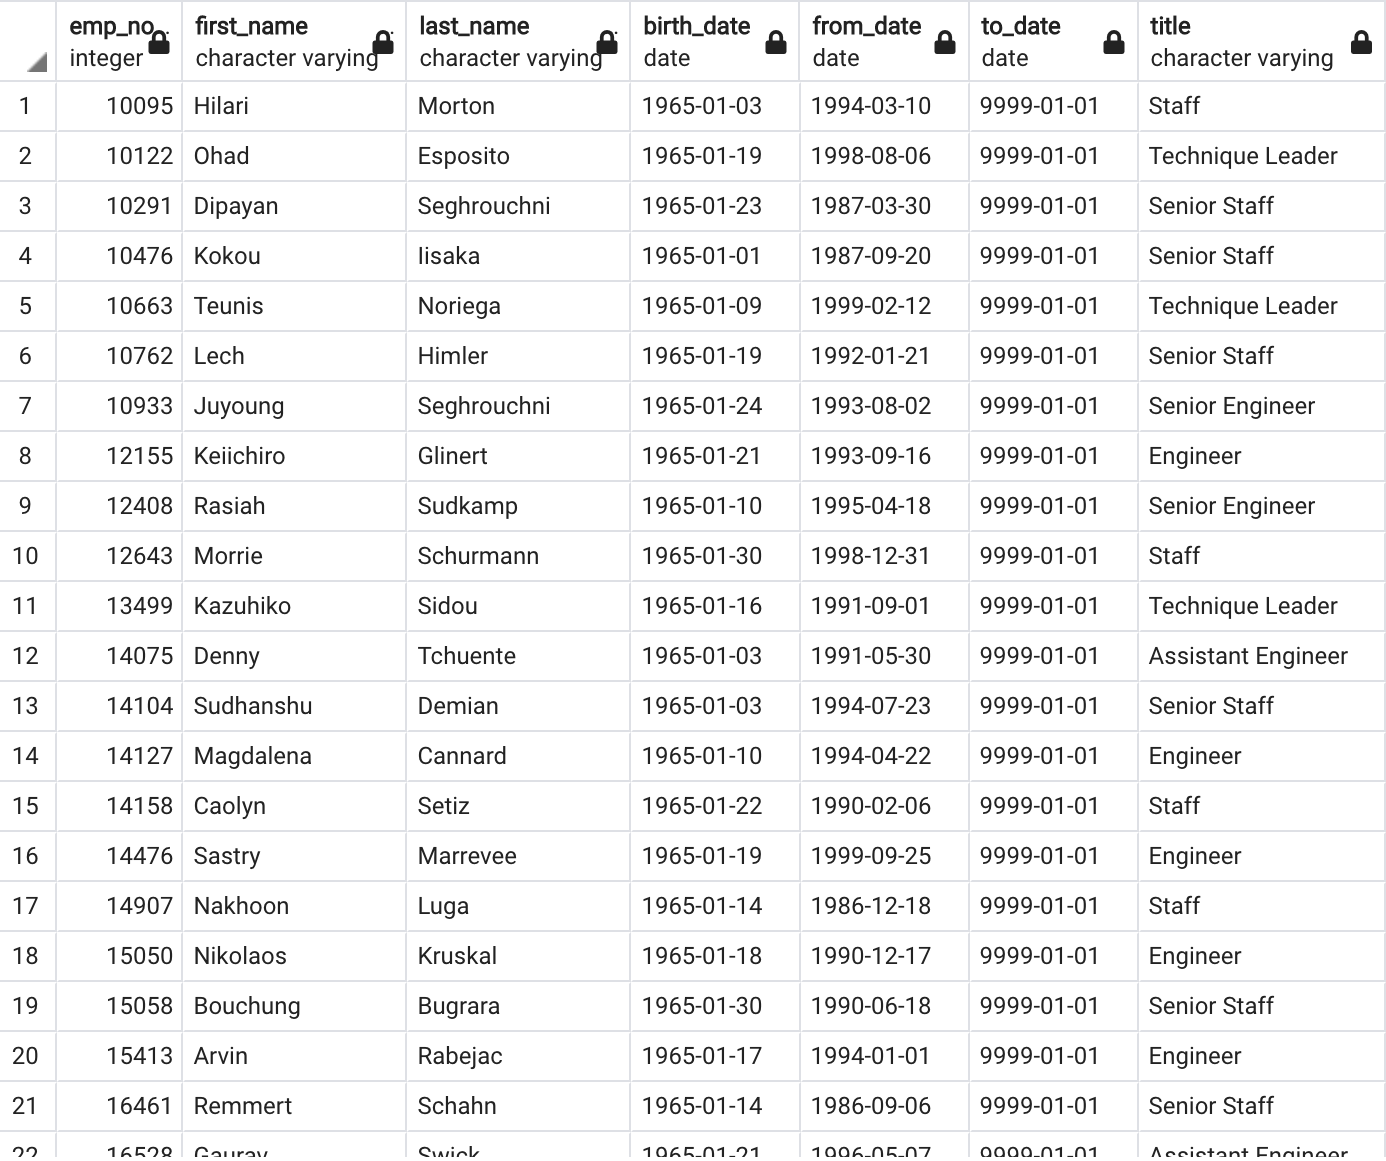 emp_no first_name last_name birth_date from_date to_date title
integer character varying character varying date date date character varying
1 10095 Hilari Morton 1965-01-03 1994-03-10 9999-01-01 Staff
2 10122 Ohad Esposito 1965-01-19 1998-08-06 9999-01-01 Technique Leader
3 10291 Dipayan Seghrouchni 1965-01-23 1987-03-30 9999-01-01 Senior Staff
4 10476 Kokou Iisaka 1965-01-01 1987-09-20 9999-01-01 Senior Staff
5 10663 Teunis Noriega 1965-01-09 1999-02-12 9999-01-01 Technique Leader
6 10762 Lech Himler 1965-01-19 1992-01-21 9999-01-01 Senior Staff
7 10933 Juyoung Seghrouchni 1965-01-24 1993-08-02 9999-01-01 Senior Engineer
8 12155 Keiichiro Glinert 1965-01-21 1993-09-16 9999-01-01 Engineer
9 12408 Rasiah Sudkamp 1965-01-10 1995-04-18 9999-01-01 Senior Engineer
10 12643 Morrie Schurmann 1965-01-30 1998-12-31 9999-01-01 Staff
11 13499 Kazuhiko Sidou 1965-01-16 1991-09-01 9999-01-01 Technique Leader
12 14075 Denny Tchuente 1965-01-03 1991-05-30 9999-01-01 Assistant Engineer
13 14104 Sudhanshu Demian 1965-01-03 1994-07-23 9999-01-01 Senior Staff
14 14127 Magdalena Cannard 1965-01-10 1994-04-22 9999-01-01 Engineer
15 14158 Caolyn Setiz 1965-01-22 1990-02-06 9999-01-01 Staff
16 14476 Sastry Marrevee 1965-01-19 1999-09-25 9999-01-01 Engineer
17 14907 Nakhoon Luga 1965-01-14 1986-12-18 9999-01-01 Staff
18 15050 Nikolaos Kruskal 1965-01-18 1990-12-17 9999-01-01 Engineer
19 15058 Bouchung Bugrara 1965-01-30 1990-06-18 9999-01-01 Senior Staff
20 15413 Arvin Rabejac 1965-01-17 1994-01-01 9999-01-01 Engineer
21 16461 Remmert Schahn 1965-01-14 1986-09-06 9999-01-01 Senior Staff
22 16528 Gaurav Swick 1965-01-21 1996-05-07 9999-01-01 Assistant Engineer